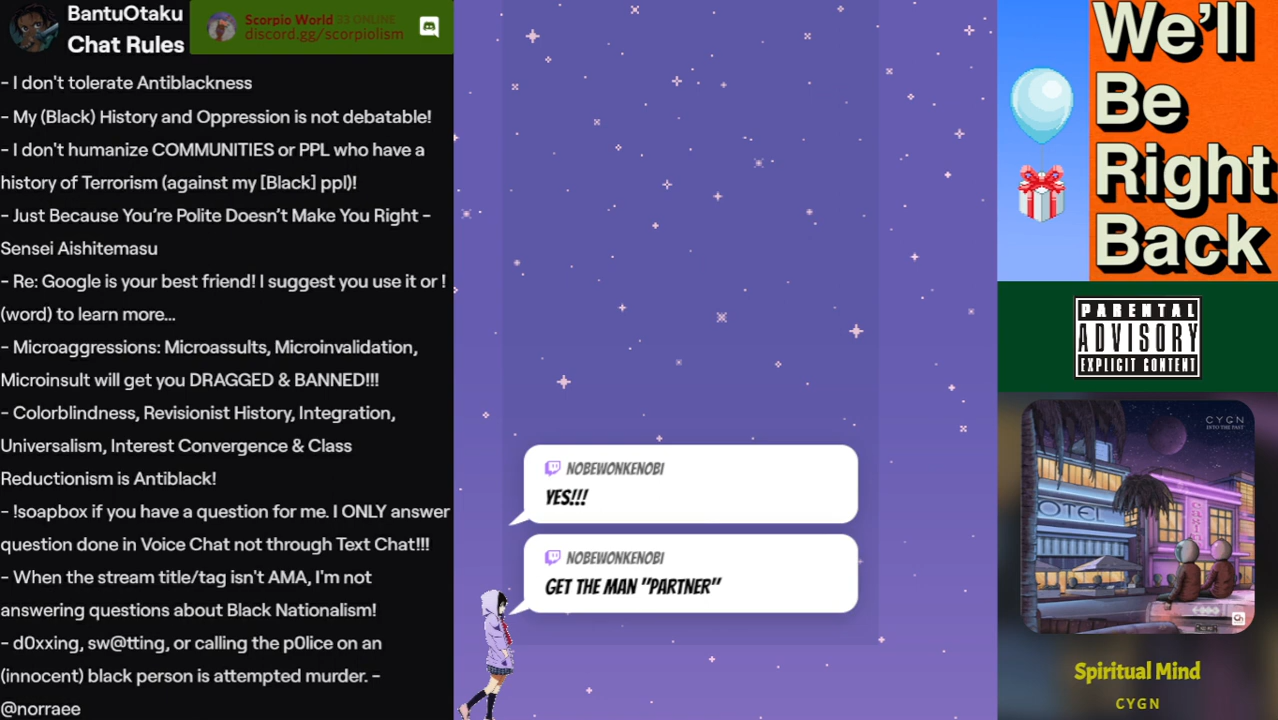 BantuOtaku
Chat Rules
Scorpio World 33 ONLINE
discord.gg/scorpiolism
- I don't tolerate Antiblackness
- My (Black) History and Oppression is not debatable!
- I don't humanize COMMUNITIES or PPL who have a
history of Terrorism (against my [Black] ppl)!
- Just Because You're Polite Doesn't Make You Right -
Sensei Aishitemasu
- Re: Google is your best friend! I suggest you use it or !
(word) to learn more...
- Microaggressions: Microassults, Microinvalidation,
Microinsult will get you DRAGGED & BANNED!!!
- Colorblindness, Revisionist History, Integration,
Universalism, Interest Convergence & Class
Reductionism is Antiblack!
- !soapbox if you have a question for me. I ONLY answer
question done in Voice Chat not through Text Chat!!!
- When the stream title/tag isn't AMA, I'm not
answering questions about Black Nationalism!
- d0xxing, sw@tting, or calling the p0lice on an
(innocent) black person is attempted murder. -
@norraee
NOBEWONKENOBI
YES!!!
NOBEWONKENOBI
GET THE MAN "PARTNER"
We'll
Be
Right
Back
PARENTAL
ADVISORY
EXPLICIT CONTENT
CYGN
INTO THE PAST
OTEL
Spiritual Mind
CYGN